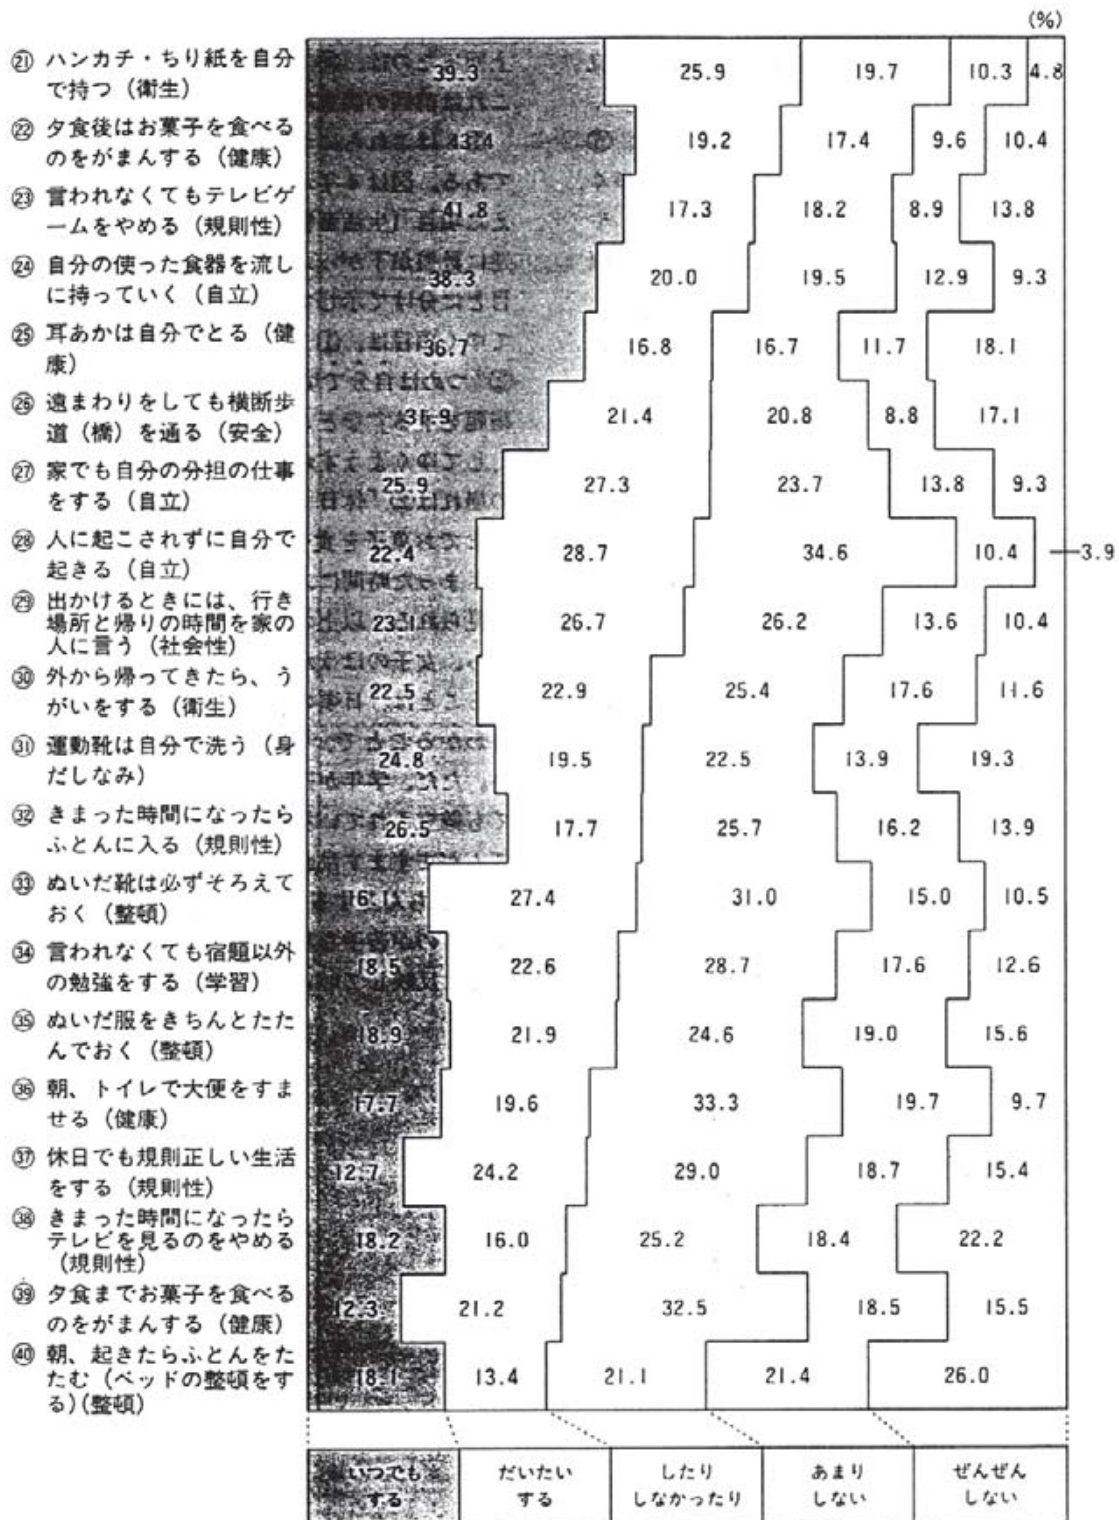 (%)
㉑ ハンカチ・ちり紙を自分
で持つ（衛生）
39.3 25.9 19.7 10.3 4.8
㉒ 夕食後はお菓子を食べる
のをがまんする（健康）
43.4 19.2 17.4 9.6 10.4
㉓ 言われなくてもテレビゲ
ームをやめる（規則性）
41.8 17.3 18.2 8.9 13.8
㉔ 自分の使った食器を流し
に持っていく（自立）
38.3 20.0 19.5 12.9 9.3
㉕ 耳あかは自分でとる（健
康）
36.7 16.8 16.7 11.7 18.1
㉖ 遠まわりをしても横断歩
道（橋）を通る（安全）
31.9 21.4 20.8 8.8 17.1
㉗ 家でも自分の分担の仕事
をする（自立）
25.9 27.3 23.7 13.8 9.3
㉘ 人に起こされずに自分で
起きる（自立）
22.4 28.7 34.6 10.4 3.9
㉙ 出かけるときには、行き
場所と帰りの時間を家の
人に言う（社会性）
23.1 26.7 26.2 13.6 10.4
㉚ 外から帰ってきたら、う
がいをする（衛生）
22.5 22.9 25.4 17.6 11.6
㉛ 運動靴は自分で洗う（身
だしなみ）
24.8 19.5 22.5 13.9 19.3
㉜ きまった時間になったら
ふとんに入る（規則性）
26.5 17.7 25.7 16.2 13.9
㉝ ぬいだ靴は必ずそろえて
おく（整頓）
16.1 27.4 31.0 15.0 10.5
㉞ 言われなくても宿題以外
の勉強をする（学習）
18.5 22.6 28.7 17.6 12.6
㉟ ぬいだ服をきちんとたた
んでおく（整頓）
18.9 21.9 24.6 19.0 15.6
㊱ 朝、トイレで大便をすま
せる（健康）
17.7 19.6 33.3 19.7 9.7
㊲ 休日でも規則正しい生活
をする（規則性）
12.7 24.2 29.0 18.7 15.4
㊳ きまった時間になったら
テレビを見るのをやめる
（規則性）
18.2 16.0 25.2 18.4 22.2
㊴ 夕食までお菓子を食べる
のをがまんする（健康）
12.3 21.2 32.5 18.5 15.5
㊵ 朝、起きたらふとんをた
たむ（ベッドの整頓をす
る）（整頓）
18.1 13.4 21.1 21.4 26.0
いつでも
する
だいたい
する
したり
しなかったり
あまり
しない
ぜんぜん
しない